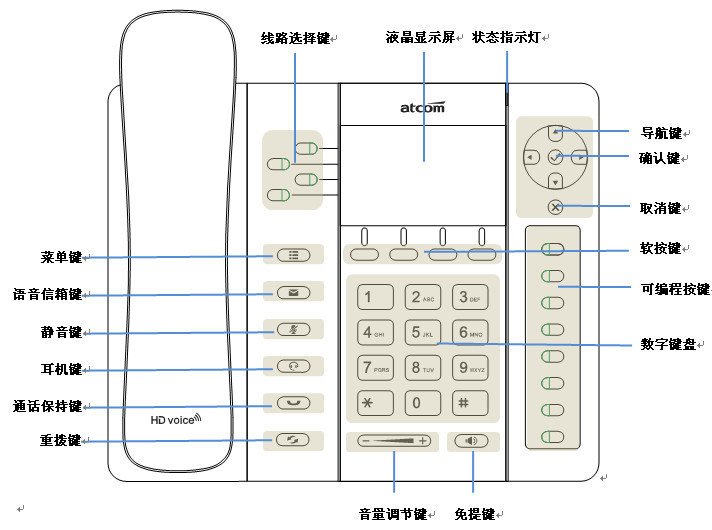 线路选择键
液晶显示屏
状态指示灯
atcom
导航键
确认键
取消键
菜单键
软按键
语音信箱键
可编程按键
1
2 ABC
3 DEF
静音键
4 GHI
5 JKL
6 MNO
数字键盘
耳机键
7 PQRS
8 TUV
9 WXYZ
通话保持键
*
0
#
HD voice
重拨键
音量调节键
免提键